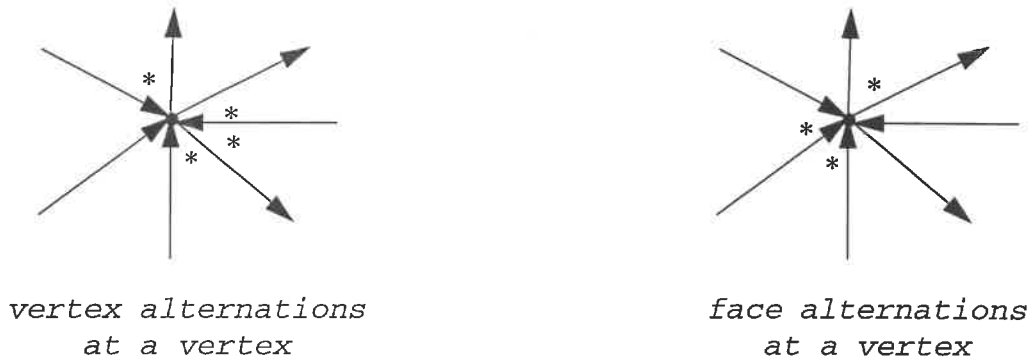 * * * * * * *
vertex alternations face alternations
at a vertex at a vertex